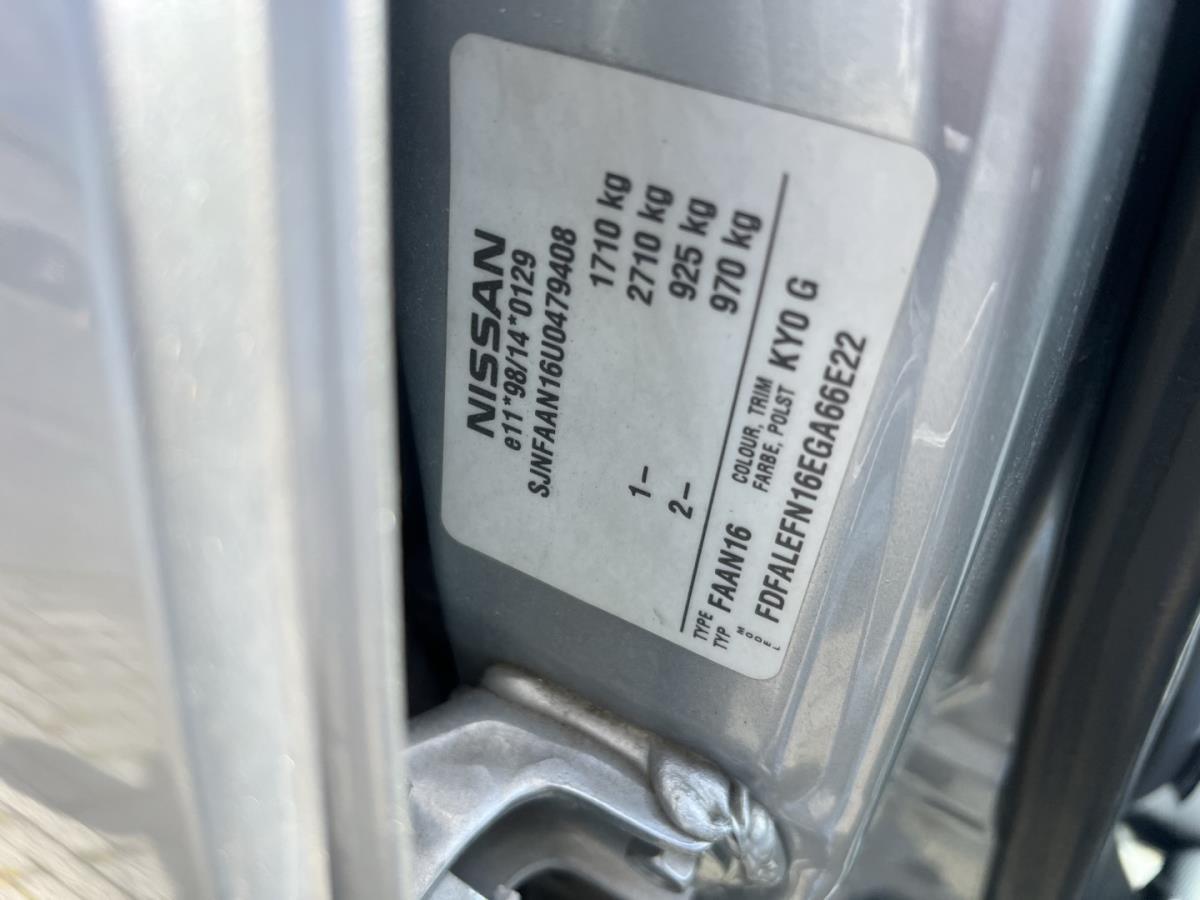 NISSAN
e11*98/14*0129
SJNFAAN16U0479408
1710 kg
2710 kg
1– 925 kg
2– 970 kg
TYPE TYP FAAN16 COLOUR, TRIM FARBE, POLST KY0 G
MODEL FDFALEFN16EGA66E22